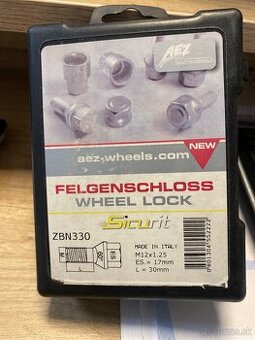 AEZ
NEW
aez-wheels.com
FELGENSCHLOSS
WHEEL LOCK
Sicurit
ZBN330
MADE IN ITALY
M12x1.25
ES.= 17mm
L = 30mm